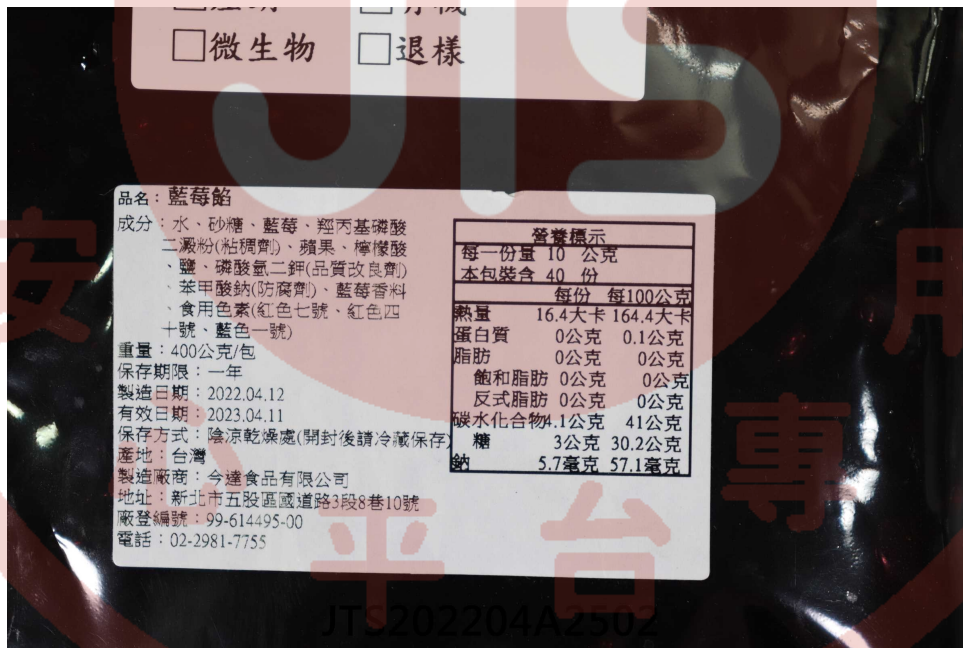 □微生物 □退樣
品名：藍莓餡
成分：水、砂糖、藍莓、羥丙基磷酸
二澱粉(粘稠劑)、蘋果、檸檬酸
、鹽、磷酸氫二鉀(品質改良劑)
、苯甲酸鈉(防腐劑)、藍莓香料
、食用色素(紅色七號、紅色四
十號、藍色一號)
重量：400公克/包
保存期限：一年
製造日期：2022.04.12
有效日期：2023.04.11
保存方式：陰涼乾燥處(開封後請冷藏保存)
產地：台灣
製造廠商：今達食品有限公司
地址：新北市五股區國道路3段8巷10號
廠登編號：99-614495-00
電話：02-2981-7755
營養標示
每一份量 10 公克
本包裝含 40 份
每份 每100公克
熱量 16.4大卡 164.4大卡
蛋白質 0公克 0.1公克
脂肪 0公克 0公克
飽和脂肪 0公克 0公克
反式脂肪 0公克 0公克
碳水化合物4.1公克 41公克
糖 3公克 30.2公克
鈉 5.7毫克 57.1毫克
JTS
安 用
心 專
平台
JTS202204A2502